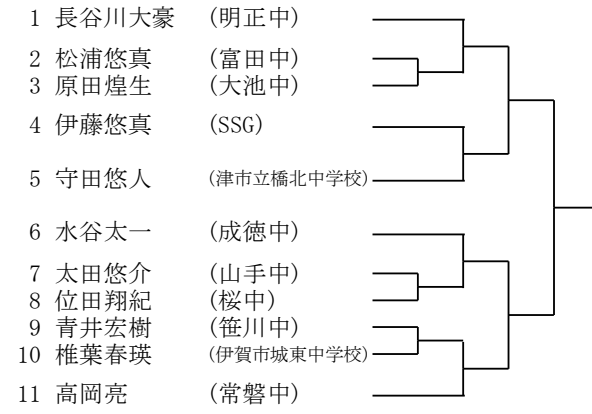 1 長谷川大豪 (明正中)
2 松浦悠真 (富田中)
3 原田煌生 (大池中)
4 伊藤悠真 (SSG)
5 守田悠人 (津市立橋北中学校)
6 水谷太一 (成徳中)
7 太田悠介 (山手中)
8 位田翔紀 (桜中)
9 青井宏樹 (笹川中)
10 椎葉春瑛 (伊賀市城東中学校)
11 高岡亮 (常磐中)